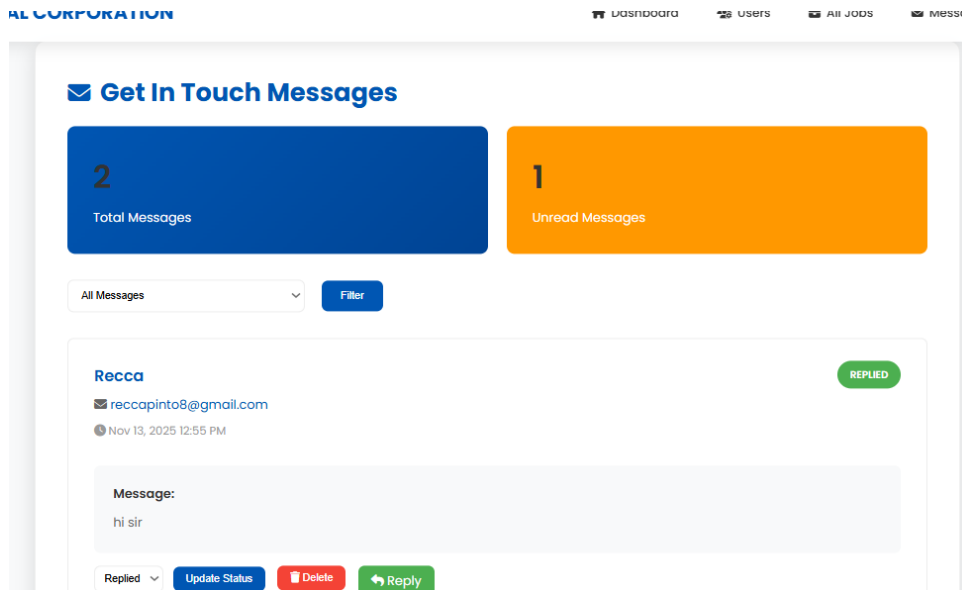 AL CORPORATION
Dashboard Users All Jobs Mess
Get In Touch Messages
2
Total Messages
1
Unread Messages
All Messages
Filter
Recca
REPLIED
reccapinto8@gmail.com
Nov 13, 2025 12:55 PM
Message:
hi sir
Replied Update Status Delete Reply